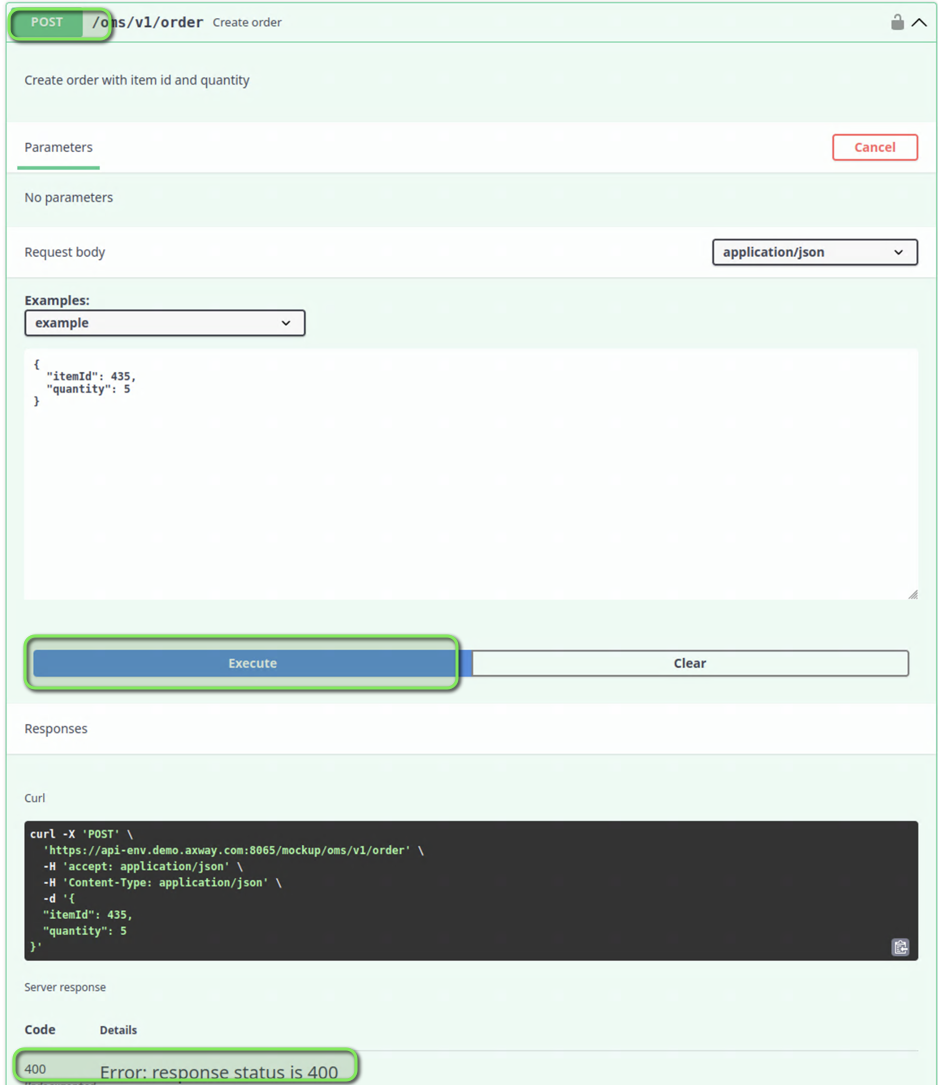 POST /oms/v1/order Create order
Create order with item id and quantity
Parameters Cancel
No parameters
Request body application/json
Examples:
example
{
"itemId": 435,
"quantity": 5
}
Execute Clear
Responses
Curl
curl -X 'POST' \
'https://api-env.demo.axway.com:8065/mockup/oms/v1/order' \
-H 'accept: application/json' \
-H 'Content-Type: application/json' \
-d '{
"itemId": 435,
"quantity": 5
}'
Server response
Code Details
400 Error: response status is 400